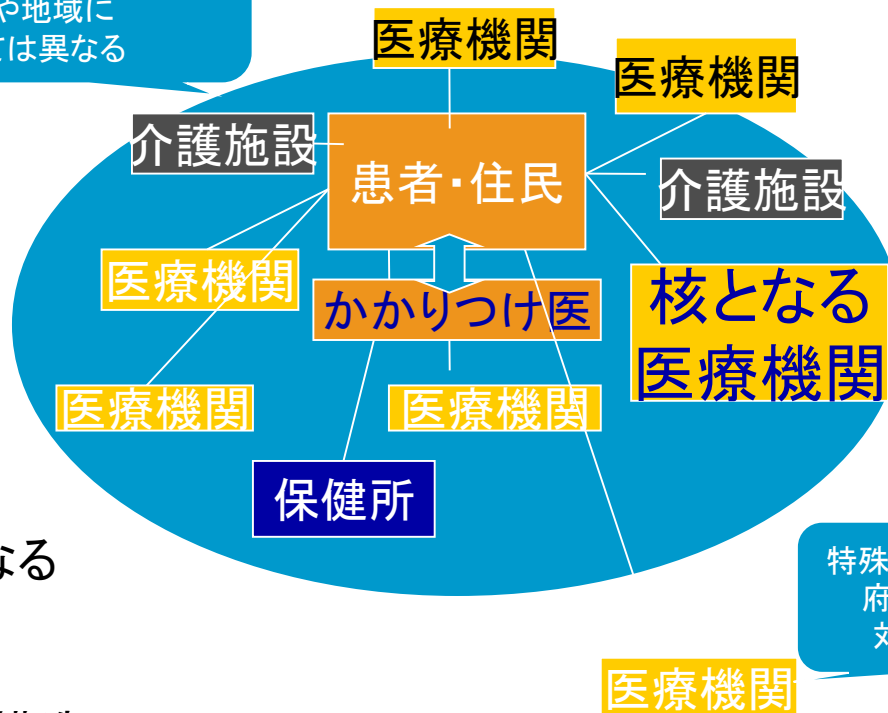 や地域に
ては異なる
医療機関
医療機関
介護施設
患者・住民
介護施設
医療機関
かかりつけ医
核となる
医療機関
医療機関
医療機関
保健所
なる
特殊
府
医療機関